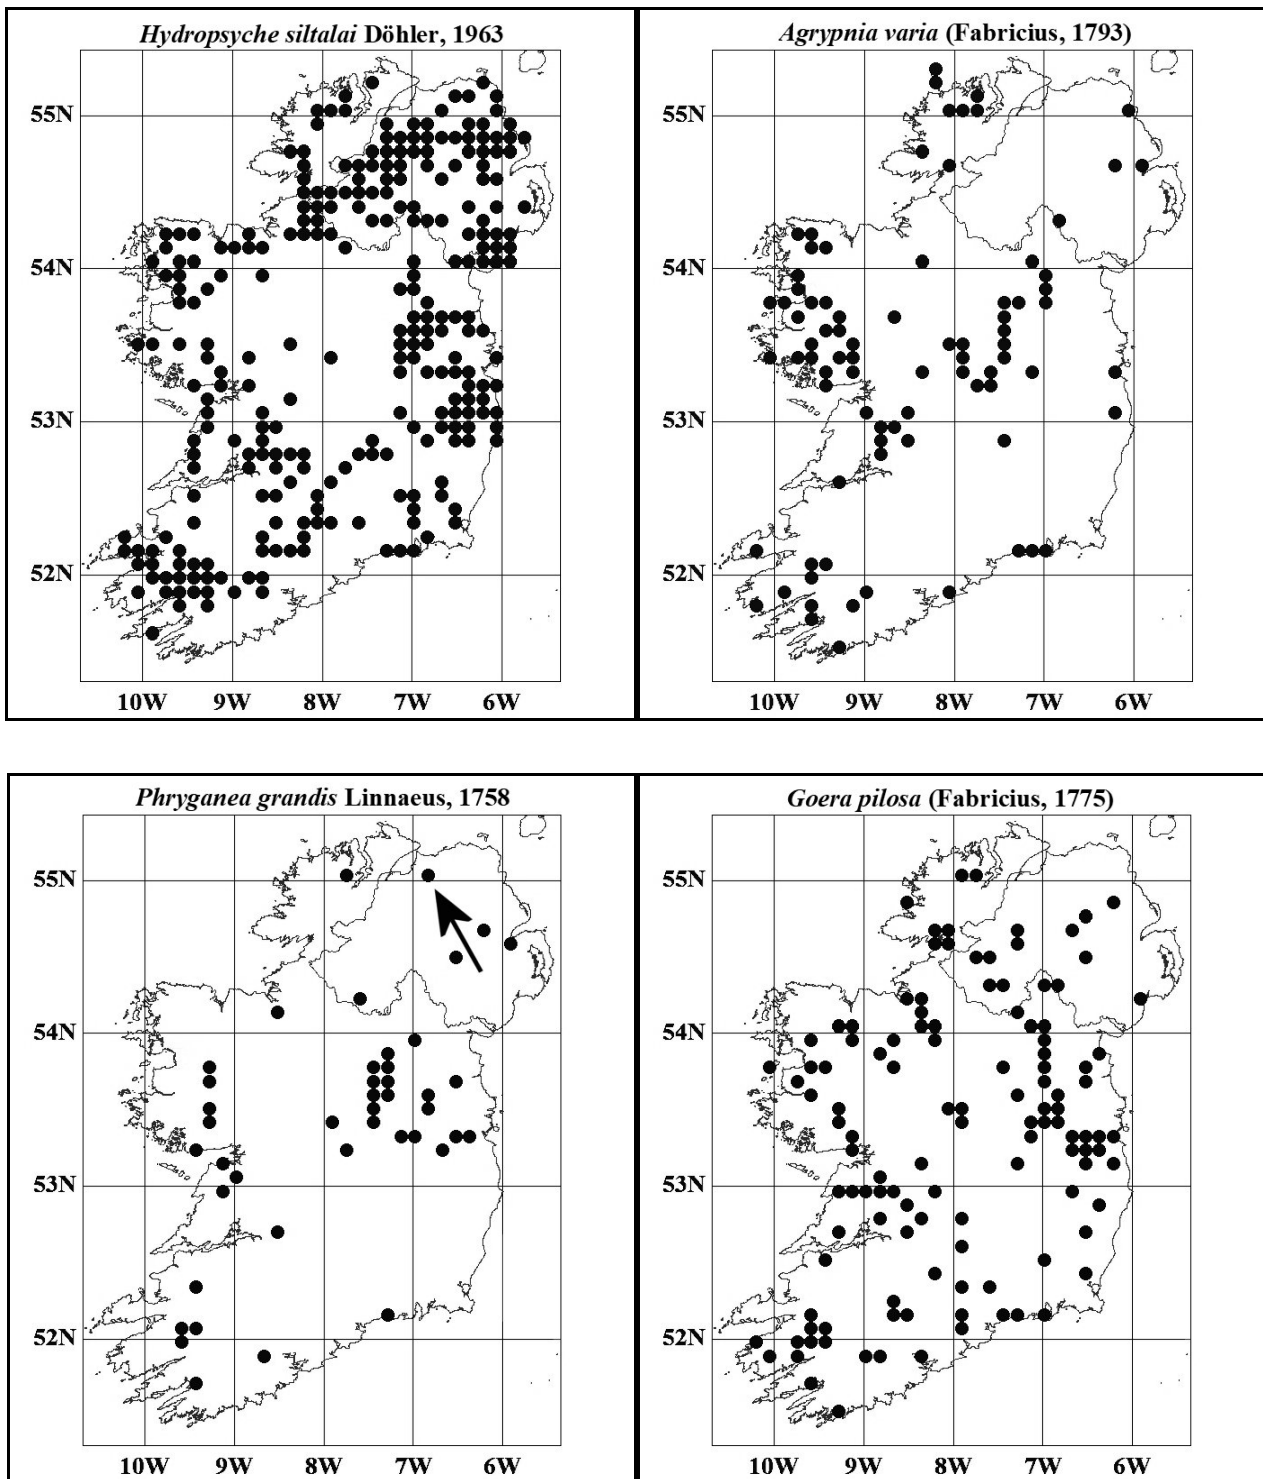 Hydropsyche siltalai Döhler, 1963
55N
54N
53N
52N
10W 9W 8W 7W 6W
Agrypnia varia (Fabricius, 1793)
55N
54N
53N
52N
10W 9W 8W 7W 6W
Phryganea grandis Linnaeus, 1758
55N
54N
53N
52N
10W 9W 8W 7W 6W
Goera pilosa (Fabricius, 1775)
55N
54N
53N
52N
10W 9W 8W 7W 6W